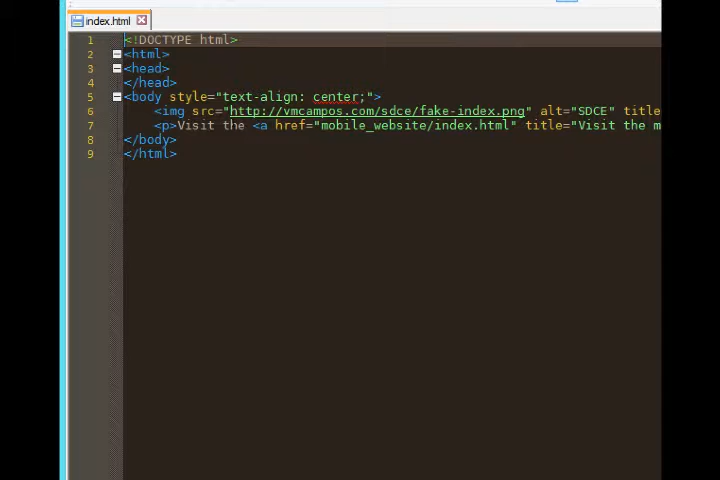 index.html
1 <!DOCTYPE html>
2 <html>
3 <head>
4 </head>
5 <body style="text-align: center;">
6 <img src="http://vmcampos.com/sdce/fake-index.png" alt="SDCE" title
7 <p>Visit the <a href="mobile_website/index.html" title="Visit the m
8 </body>
9 </html>